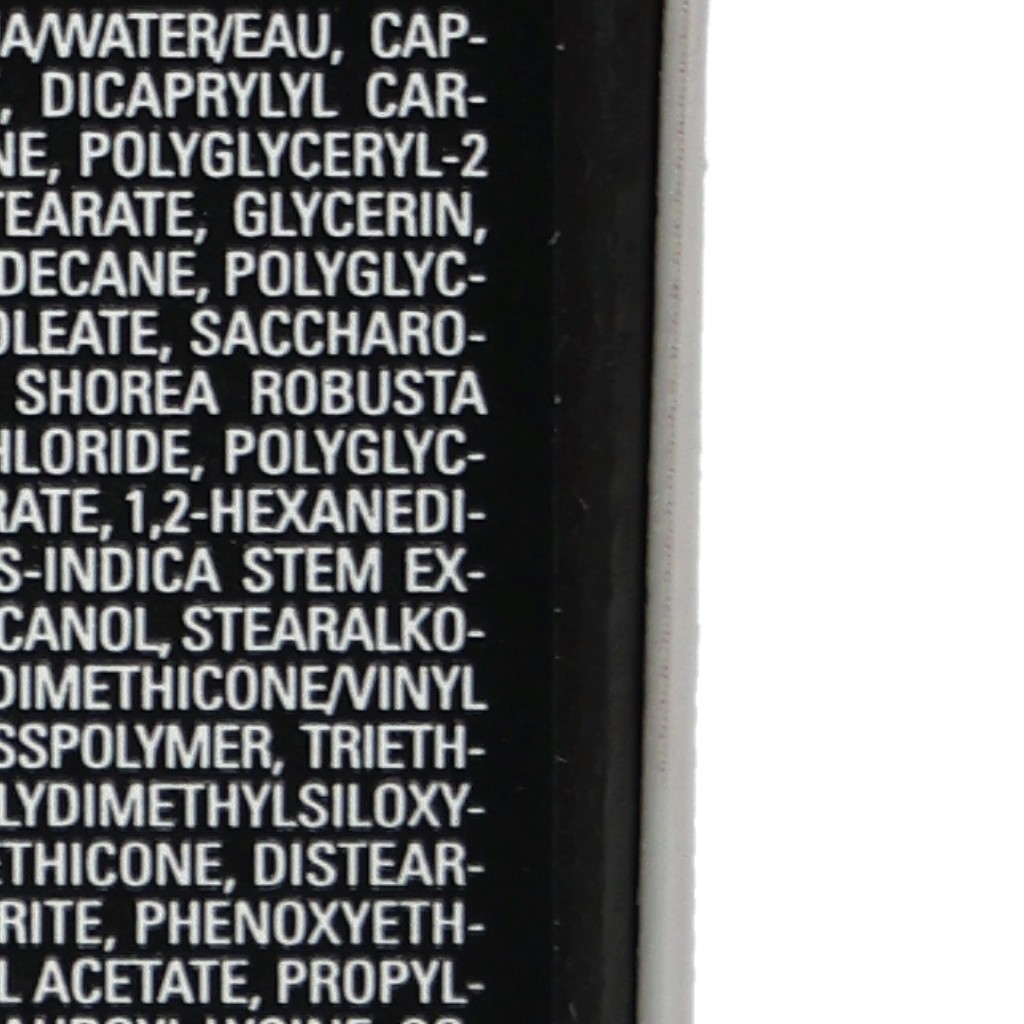 A/WATER/EAU, CAP-
, DICAPRYLYL CAR-
NE, POLYGLYCERYL-2
TEARATE, GLYCERIN,
DECANE, POLYGLYC-
OLEATE, SACCHARO-
SHOREA ROBUSTA
HLORIDE, POLYGLYC-
RATE, 1,2-HEXANEDI-
S-INDICA STEM EX-
CANOL, STEARALKO-
DIMETHICONE/VINYL
SSPOLYMER, TRIETH-
LYDIMETHYLSILOXY-
ETHICONE, DISTEAR-
RITE, PHENOXYETH-
L ACETATE, PROPYL-